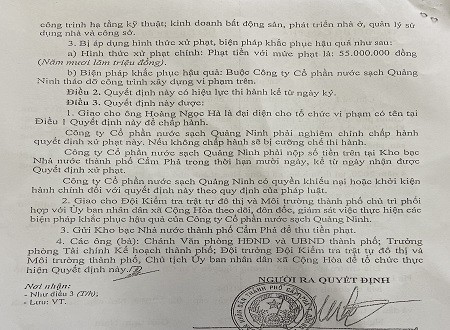 công trình hạ tầng kỹ thuật; kinh doanh bất động sản, phát triển nhà ở, quản lý sử
dụng nhà và công sở.
3. Bị áp dụng hình thức xử phạt, biện pháp khắc phục hậu quả như sau:
a) Hình thức xử phạt chính: Phạt tiền với mức phạt là: 55.000.000 đồng
(Năm mươi lăm triệu đồng).
b) Biện pháp khắc phục hậu quả: Buộc Công ty Cổ phần nước sạch Quảng
Ninh tháo dỡ công trình xây dựng vi phạm trên.
Điều 2. Quyết định này có hiệu lực thi hành kể từ ngày ký.
Điều 3. Quyết định này được:
1. Giao cho ông Hoàng Ngọc Hà là đại diện cho tổ chức vi phạm có tên tại
Điều 1 Quyết định này để chấp hành.
Công ty Cổ phần nước sạch Quảng Ninh phải nghiêm chỉnh chấp hành
quyết định xử phạt này. Nếu không chấp hành sẽ bị cưỡng chế thi hành.
Công ty Cổ phần nước sạch Quảng Ninh phải nộp số tiền trên tại Kho bạc
Nhà nước thành phố Cẩm Phả trong thời hạn mười ngày, kể từ ngày nhận được
Quyết định xử phạt.
Công ty Cổ phần nước sạch Quảng Ninh có quyền khiếu nại hoặc khởi kiện
hành chính đối với quyết định này theo quy định của pháp luật.
2. Giao cho Đội Kiểm tra trật tự đô thị và Môi trường thành phố chủ trì phối
hợp với Ủy ban nhân dân xã Cộng Hòa theo dõi, đôn đốc, giám sát việc thực hiện các
biện pháp khắc phục hậu quả của Công ty Cổ phần nước sạch Quảng Ninh.
3. Gửi Kho bạc Nhà nước thành phố Cẩm Phả để thu tiền phạt.
4. Các ông (bà): Chánh Văn phòng HĐND và UBND thành phố; Trưởng
phòng Tài chính Kế hoạch thành phố; Đội trưởng Đội Kiểm tra trật tự đô thị và
Môi trường thành phố, Chủ tịch Ủy ban nhân dân xã Cộng Hòa để tổ chức thực
hiện Quyết định này./.
Nơi nhận:
- Như điều 3 (T/h);
- Lưu: VT.
NGƯỜI RA QUYẾT ĐỊNH